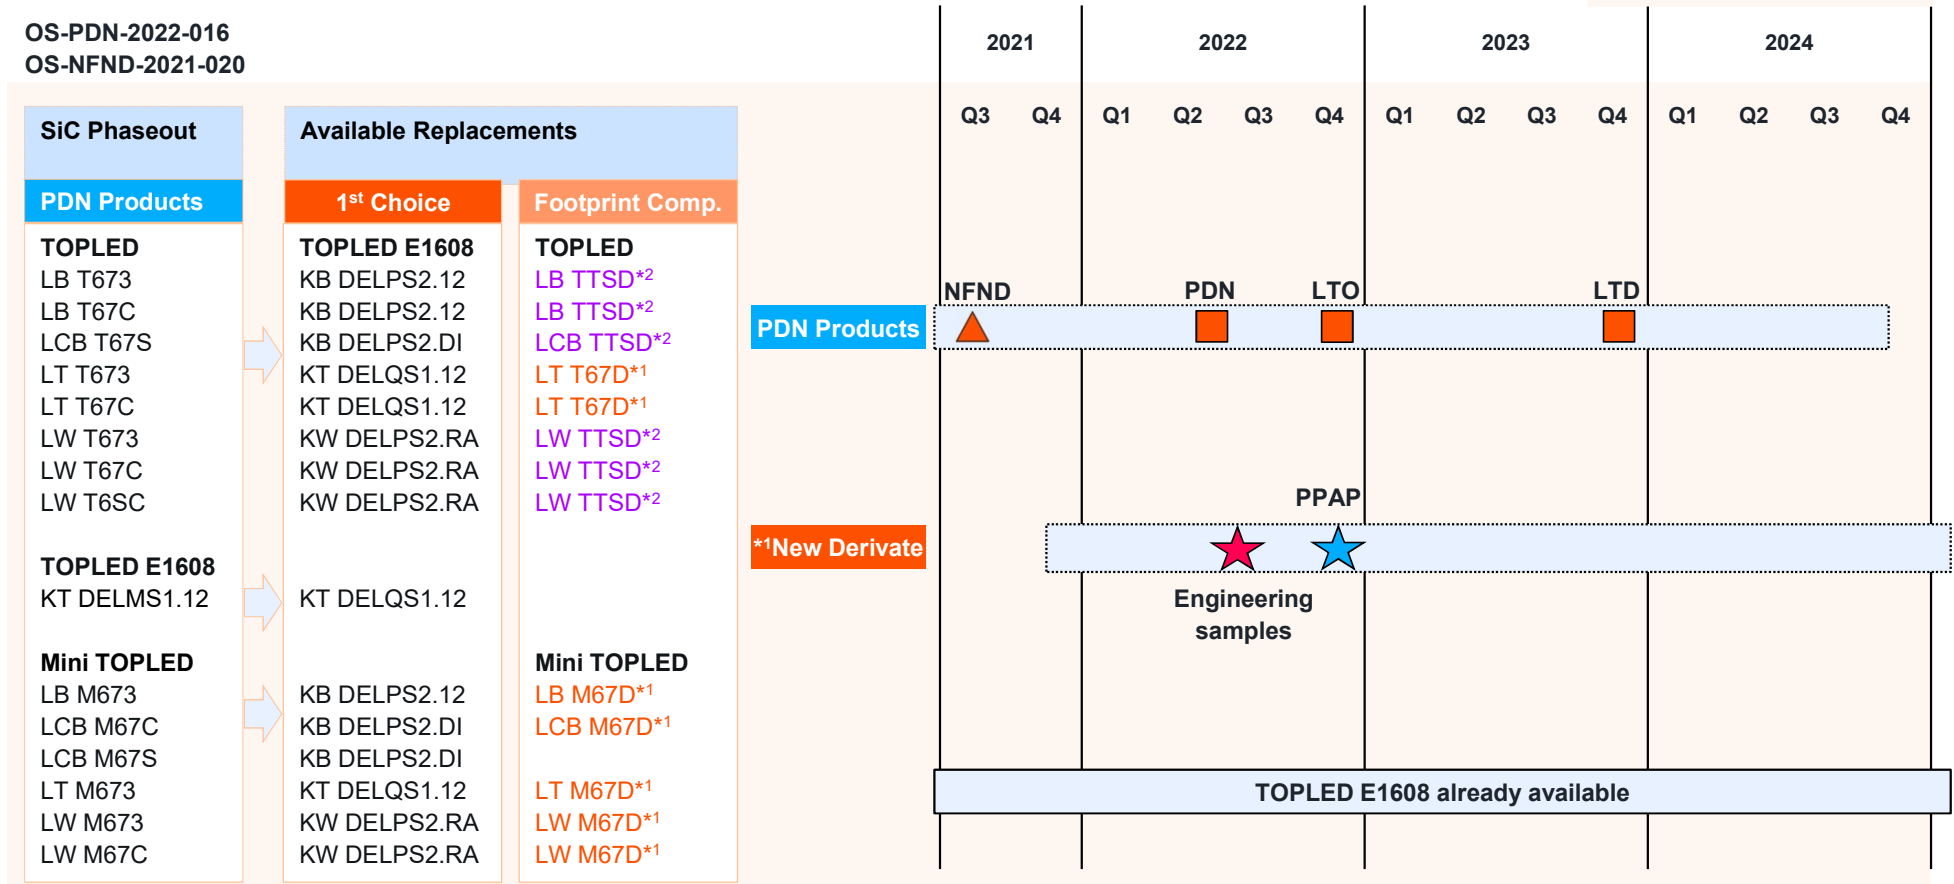 OS-PDN-2022-016
OS-NFND-2021-020
2021 2022 2023 2024
Q3 Q4 Q1 Q2 Q3 Q4 Q1 Q2 Q3 Q4 Q1 Q2 Q3 Q4
SiC Phaseout
Available Replacements
PDN Products 1st Choice Footprint Comp.
TOPLED TOPLED E1608 TOPLED
LB T673 KB DELPS2.12 LB TTSD*2
LB T67C KB DELPS2.12 LB TTSD*2
LCB T67S KB DELPS2.DI LCB TTSD*2
LT T673 KT DELQS1.12 LT T67D*1
LT T67C KT DELQS1.12 LT T67D*1
LW T673 KW DELPS2.RA LW TTSD*2
LW T67C KW DELPS2.RA LW TTSD*2
LW T6SC KW DELPS2.RA LW TTSD*2
TOPLED E1608
KT DELMS1.12 KT DELQS1.12
Mini TOPLED Mini TOPLED
LB M673 KB DELPS2.12 LB M67D*1
LCB M67C KB DELPS2.DI LCB M67D*1
LCB M67S KB DELPS2.DI
LT M673 KT DELQS1.12 LT M67D*1
LW M673 KW DELPS2.RA LW M67D*1
LW M67C KW DELPS2.RA LW M67D*1
NFND PDN LTO LTD
PDN Products
PPAP
*1New Derivate
Engineering
samples
TOPLED E1608 already available